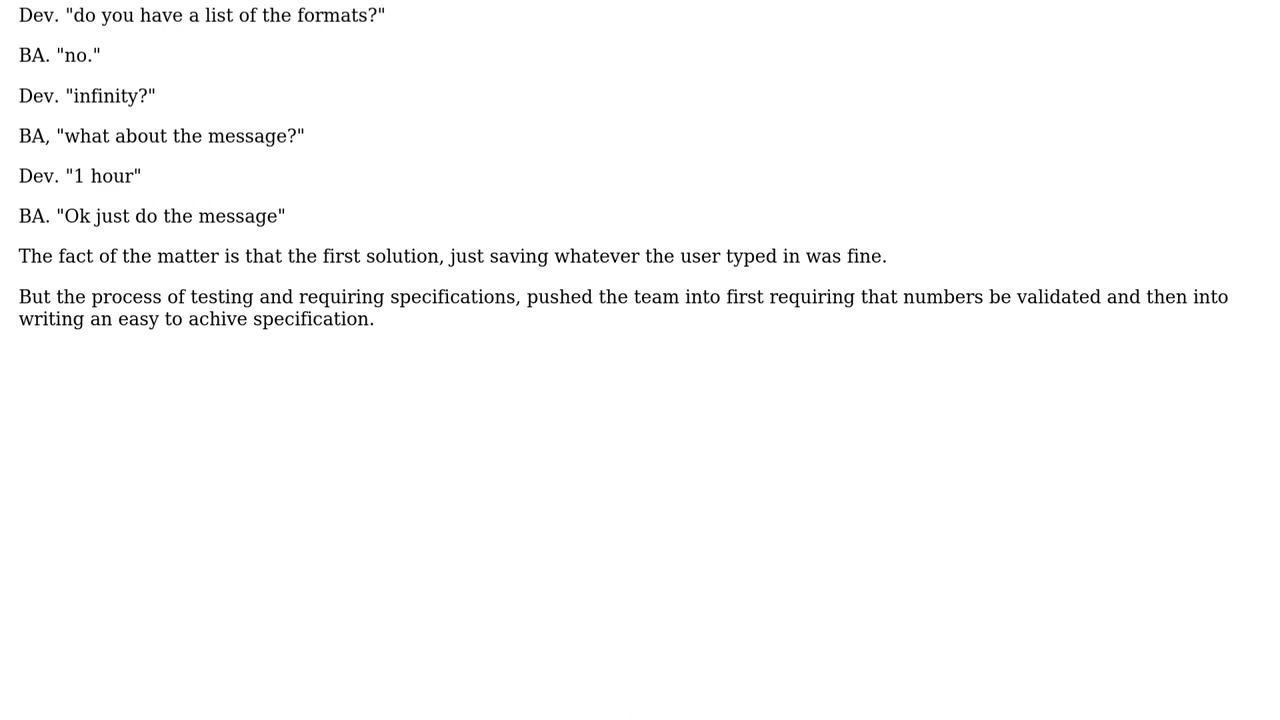 Dev. "do you have a list of the formats?"
BA. "no."
Dev. "infinity?"
BA, "what about the message?"
Dev. "1 hour"
BA. "Ok just do the message"
The fact of the matter is that the first solution, just saving whatever the user typed in was fine.
But the process of testing and requiring specifications, pushed the team into first requiring that numbers be validated and then into
writing an easy to achive specification.